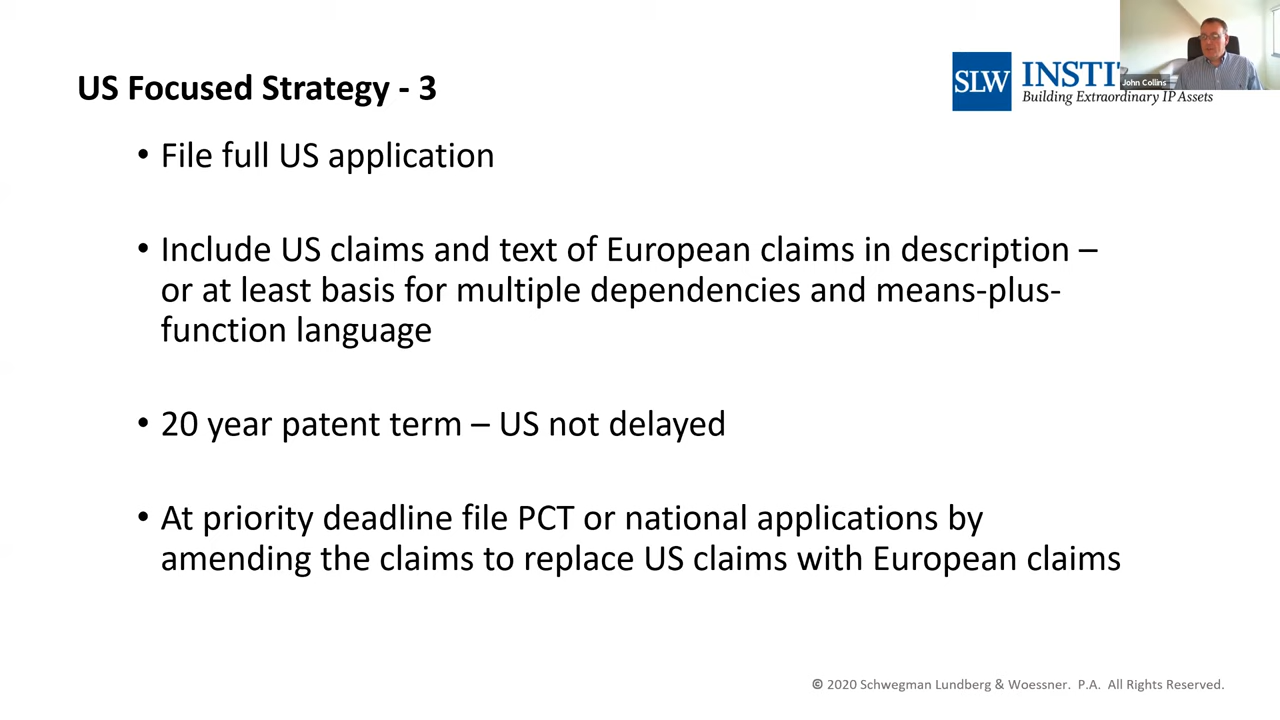 US Focused Strategy - 3
SLW INSTI
Building Extraordinary IP Assets
John Collins
• File full US application
• Include US claims and text of European claims in description –
or at least basis for multiple dependencies and means-plus-
function language
• 20 year patent term – US not delayed
• At priority deadline file PCT or national applications by
amending the claims to replace US claims with European claims
© 2020 Schwegman Lundberg & Woessner. P.A. All Rights Reserved.